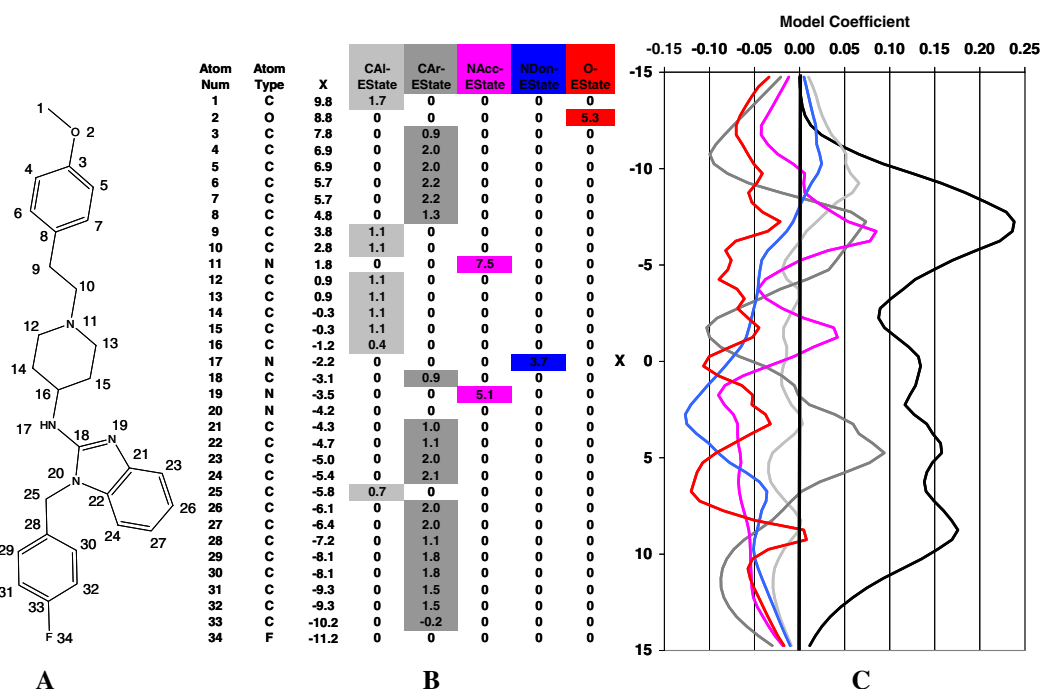 Model Coefficient
-0.15 -0.10 -0.05 0.00 0.05 0.10 0.15 0.20 0.25
Atom Num Atom Type X CAl-EState CAr-EState NAcc-EState NDon-EState O-EState
1 C 9.8 1.7 0 0 0 0
2 O 8.8 0 0 0 0 5.3
3 C 7.8 0 0.9 0 0 0
4 C 6.9 0 2.0 0 0 0
5 C 6.9 0 2.0 0 0 0
6 C 5.7 0 2.2 0 0 0
7 C 5.7 0 2.2 0 0 0
8 C 4.8 0 1.3 0 0 0
9 C 3.8 1.1 0 0 0 0
10 C 2.8 1.1 0 0 0 0
11 N 1.8 0 0 7.5 0 0
12 C 0.9 1.1 0 0 0 0
13 C 0.9 1.1 0 0 0 0
14 C -0.3 1.1 0 0 0 0
15 C -0.3 1.1 0 0 0 0
16 C -1.2 0.4 0 0 0 0
17 N -2.2 0 0 0 3.7 0
18 C -3.1 0 0.9 0 0 0
19 N -3.5 0 0 5.1 0 0
20 N -4.2 0 0 0 0 0
21 C -4.3 0 1.0 0 0 0
22 C -4.7 0 1.1 0 0 0
23 C -5.0 0 2.0 0 0 0
24 C -5.4 0 2.1 0 0 0
25 C -5.8 0.7 0 0 0 0
26 C -6.1 0 2.0 0 0 0
27 C -6.4 0 2.0 0 0 0
28 C -7.2 0 1.1 0 0 0
29 C -8.1 0 1.8 0 0 0
30 C -8.1 0 1.8 0 0 0
31 C -9.3 0 1.5 0 0 0
32 C -9.3 0 1.5 0 0 0
33 C -10.2 0 -0.2 0 0 0
34 F -11.2 0 0 0 0 0
1
O 2
3
4
5
6
7
8
9
10
N 11
12
13
14
15
16
HN 17
18
N 19
20 N
21
22
23
24
25
26
27
28
29
30
31
32
33
F 34
X
-15
-10
-5
0
5
10
15
A
B
C